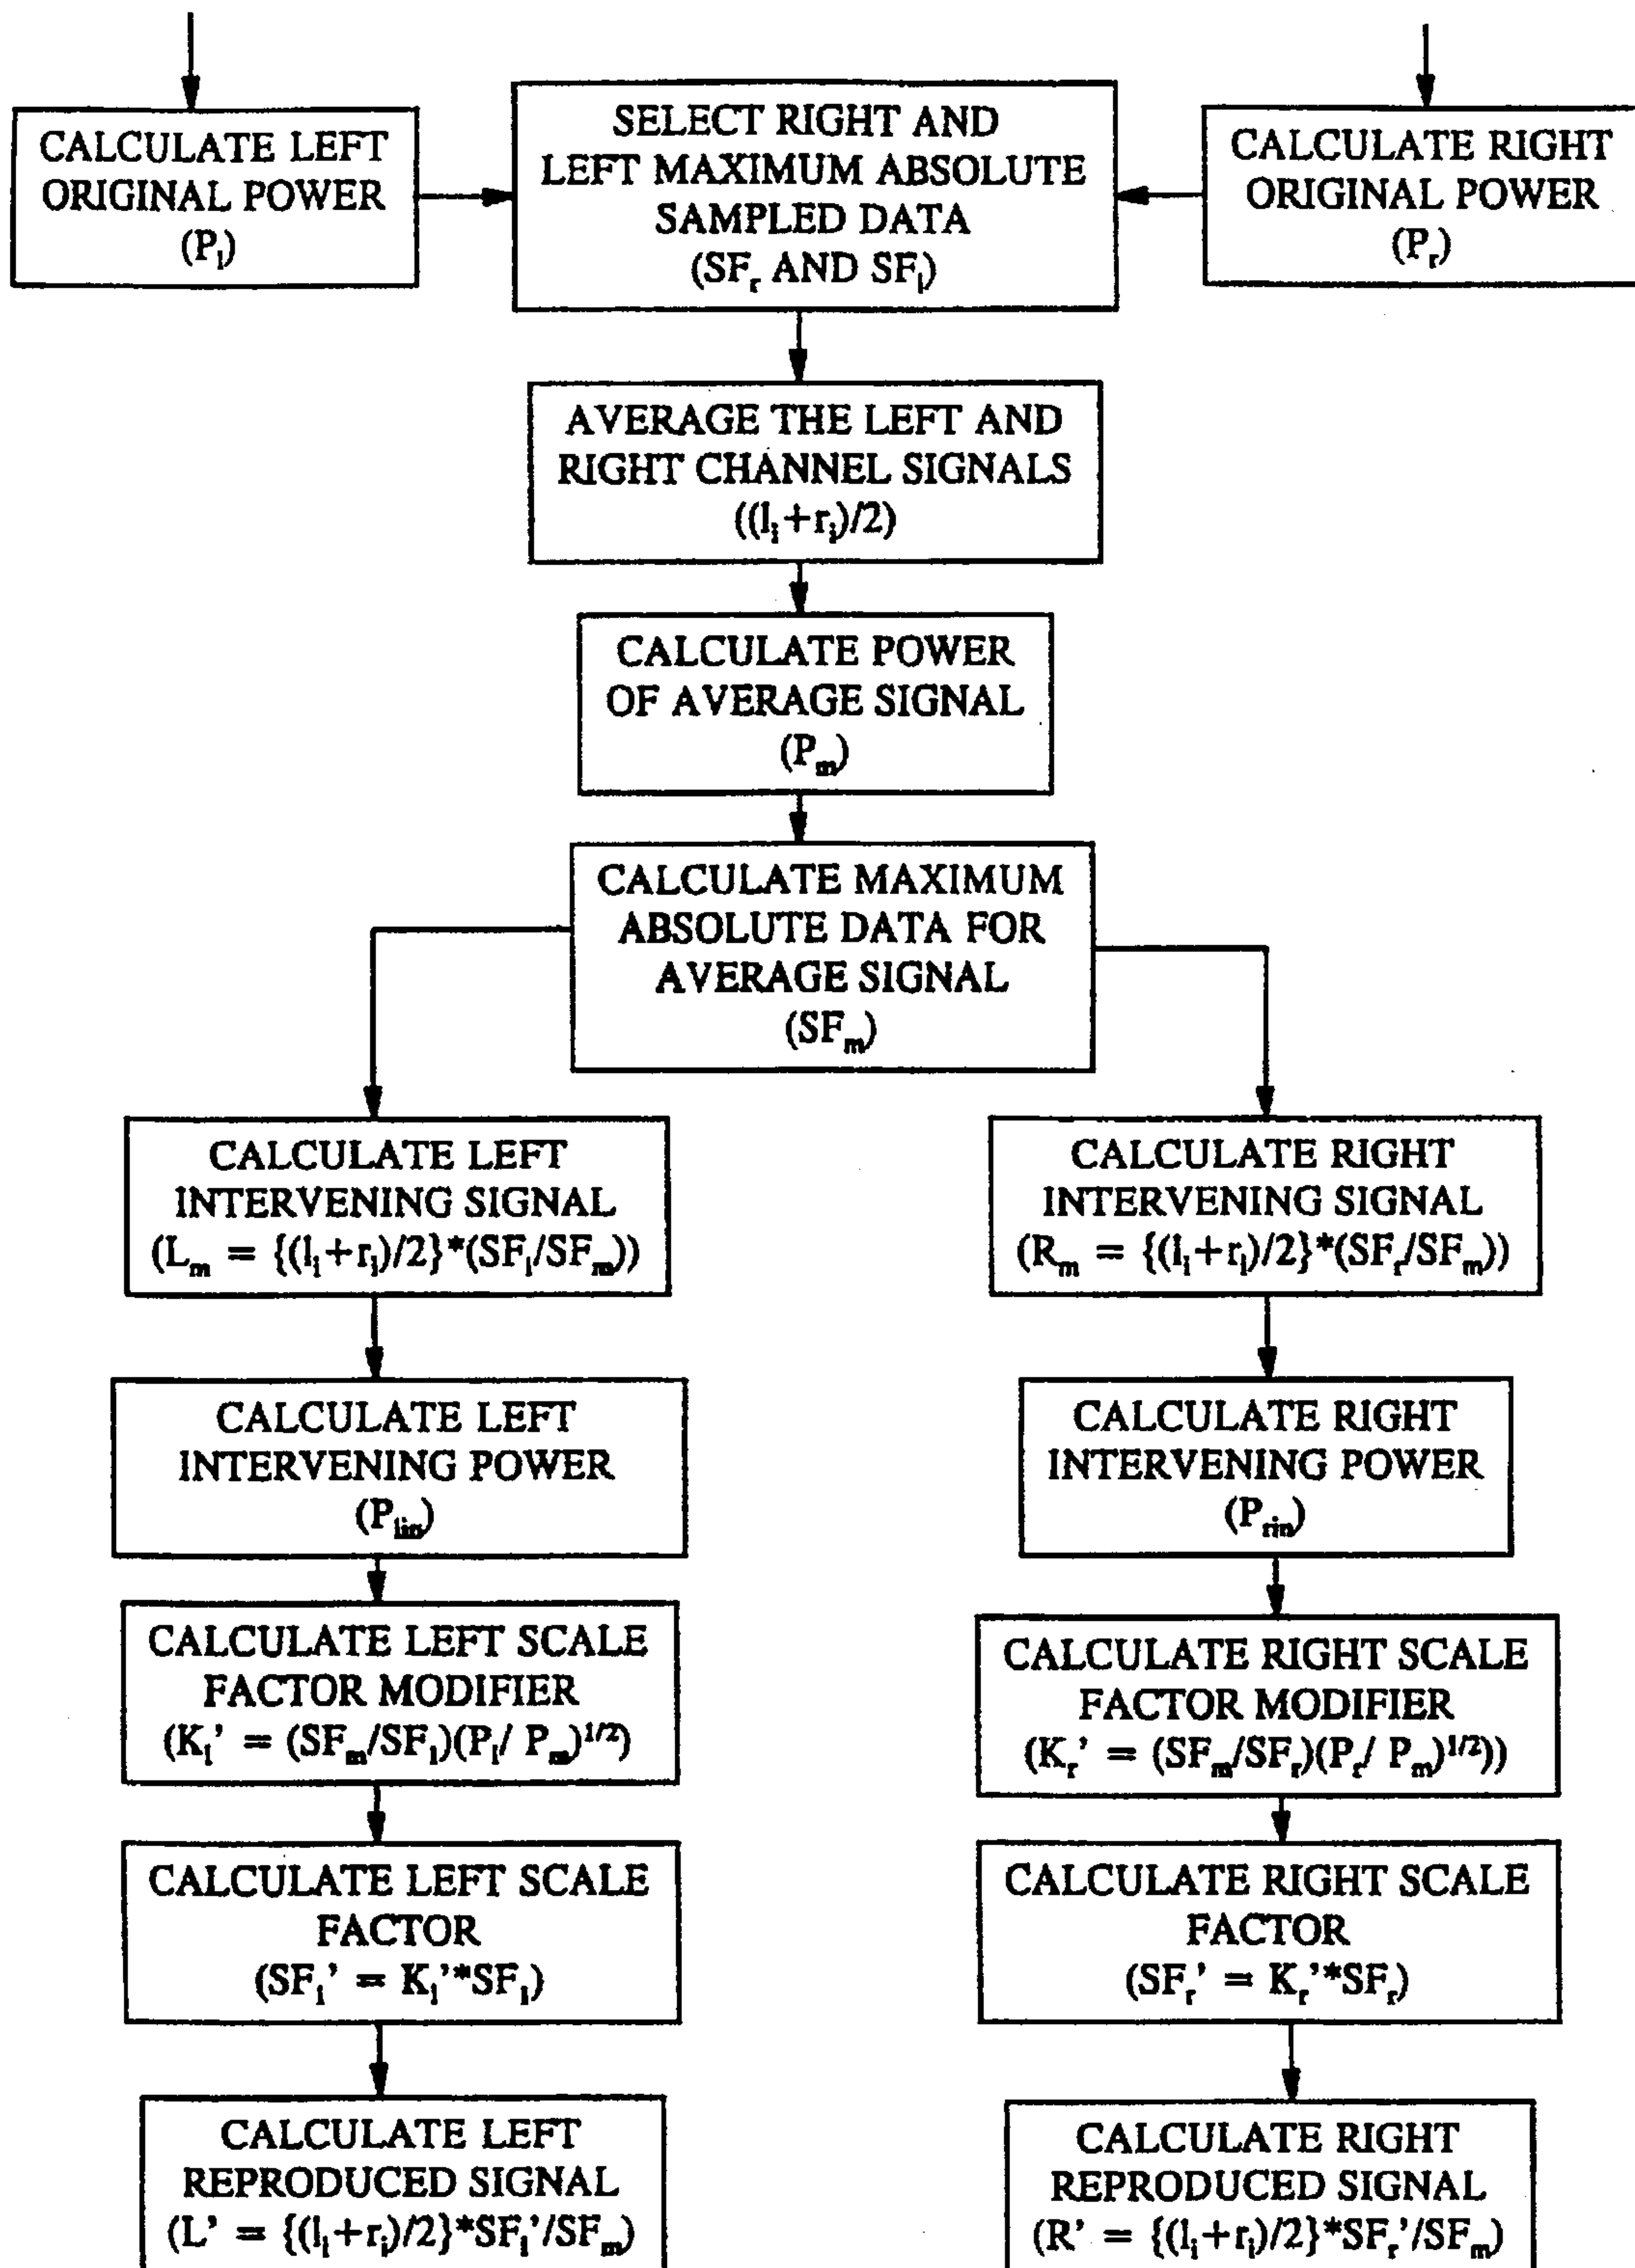 CALCULATE LEFT
ORIGINAL POWER
(Pₗ)
SELECT RIGHT AND
LEFT MAXIMUM ABSOLUTE
SAMPLED DATA
(SFᵣ AND SFₗ)
CALCULATE RIGHT
ORIGINAL POWER
(Pᵣ)
AVERAGE THE LEFT AND
RIGHT CHANNEL SIGNALS
((lᵢ+rᵢ)/2)
CALCULATE POWER
OF AVERAGE SIGNAL
(Pₘ)
CALCULATE MAXIMUM
ABSOLUTE DATA FOR
AVERAGE SIGNAL
(SFₘ)
CALCULATE LEFT
INTERVENING SIGNAL
(Lₘ = {(lᵢ+rᵢ)/2}*(SFₗ/SFₘ))
CALCULATE RIGHT
INTERVENING SIGNAL
(Rₘ = {(lᵢ+rᵢ)/2}*(SFᵣ/SFₘ))
CALCULATE LEFT
INTERVENING POWER
(Pₗᵢₙ)
CALCULATE RIGHT
INTERVENING POWER
(Pᵣᵢₙ)
CALCULATE LEFT SCALE
FACTOR MODIFIER
(Kₗ' = (SFₘ/SFₗ)(Pₗ/ Pₘ)¹/²)
CALCULATE RIGHT SCALE
FACTOR MODIFIER
(Kᵣ' = (SFₘ/SFᵣ)(Pᵣ/ Pₘ)¹/²))
CALCULATE LEFT SCALE
FACTOR
(SFₗ' = Kₗ'*SFₗ)
CALCULATE RIGHT SCALE
FACTOR
(SFᵣ' = Kᵣ'*SFᵣ)
CALCULATE LEFT
REPRODUCED SIGNAL
(L' = {(lᵢ+rᵢ)/2}*SFₗ'/SFₘ)
CALCULATE RIGHT
REPRODUCED SIGNAL
(R' = {(lᵢ+rᵢ)/2}*SFᵣ'/SFₘ)